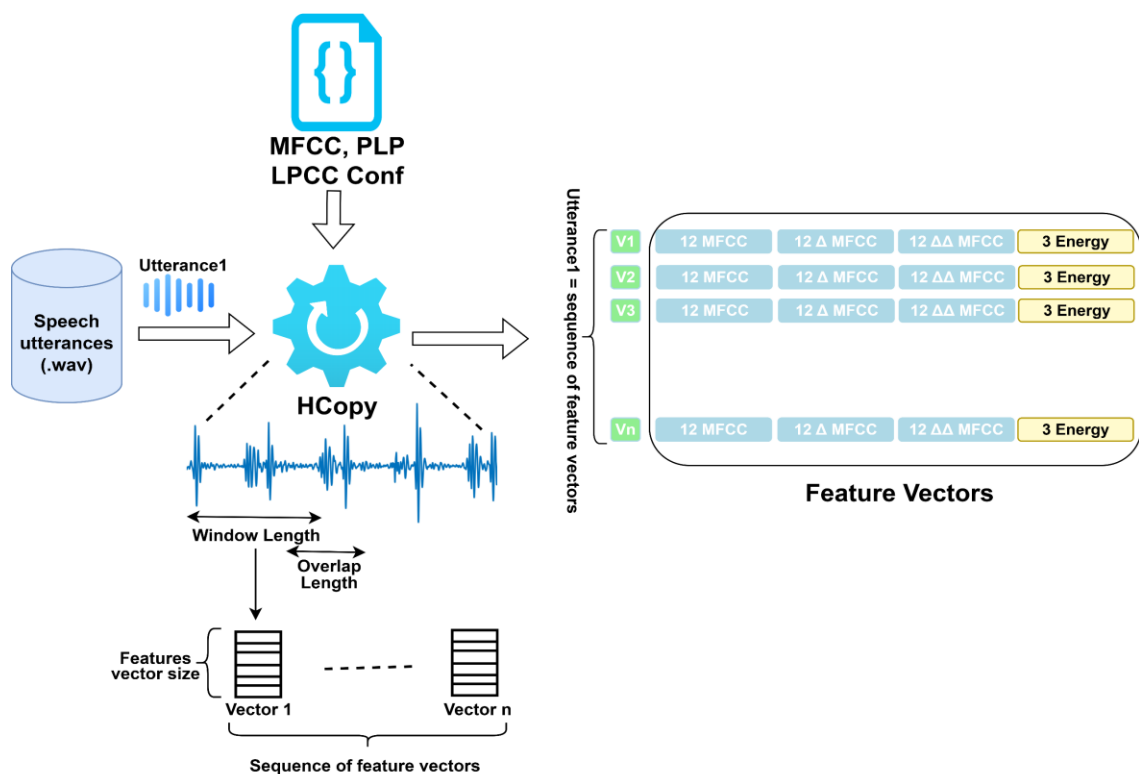 {}
MFCC, PLP
LPCC Conf
Utterance1
Speech
utterances
(.wav)
HCopy
Window Length
Overlap
Length
Features
vector size
Vector 1
Vector n
Sequence of feature vectors
Utterance1 = sequence of feature vectors
V1 12 MFCC 12 Δ MFCC 12 ΔΔ MFCC 3 Energy
V2 12 MFCC 12 Δ MFCC 12 ΔΔ MFCC 3 Energy
V3 12 MFCC 12 Δ MFCC 12 ΔΔ MFCC 3 Energy
Vn 12 MFCC 12 Δ MFCC 12 ΔΔ MFCC 3 Energy
Feature Vectors